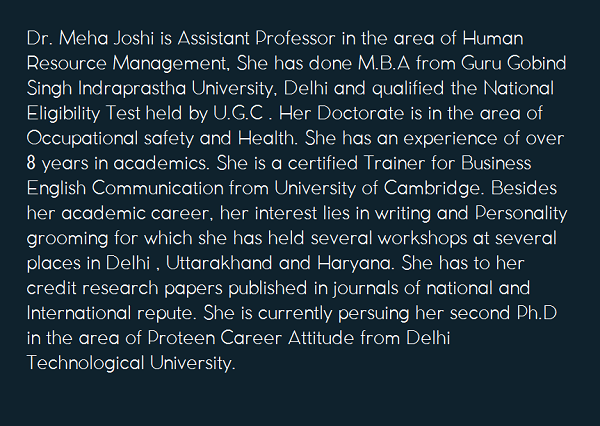 Dr. Meha Joshi is Assistant Professor in the area of Human
Resource Management, She has done M.B.A from Guru Gobind
Singh Indraprastha University, Delhi and qualified the National
Eligibility Test held by U.G.C . Her Doctorate is in the area of
Occupational safety and Health. She has an experience of over
8 years in academics. She is a certified Trainer for Business
English Communication from University of Cambridge. Besides
her academic career, her interest lies in writing and Personality
grooming for which she has held several workshops at several
places in Delhi , Uttarakhand and Haryana. She has to her
credit research papers published in journals of national and
International repute. She is currently persuing her second Ph.D
in the area of Proteen Career Attitude from Delhi
Technological University.